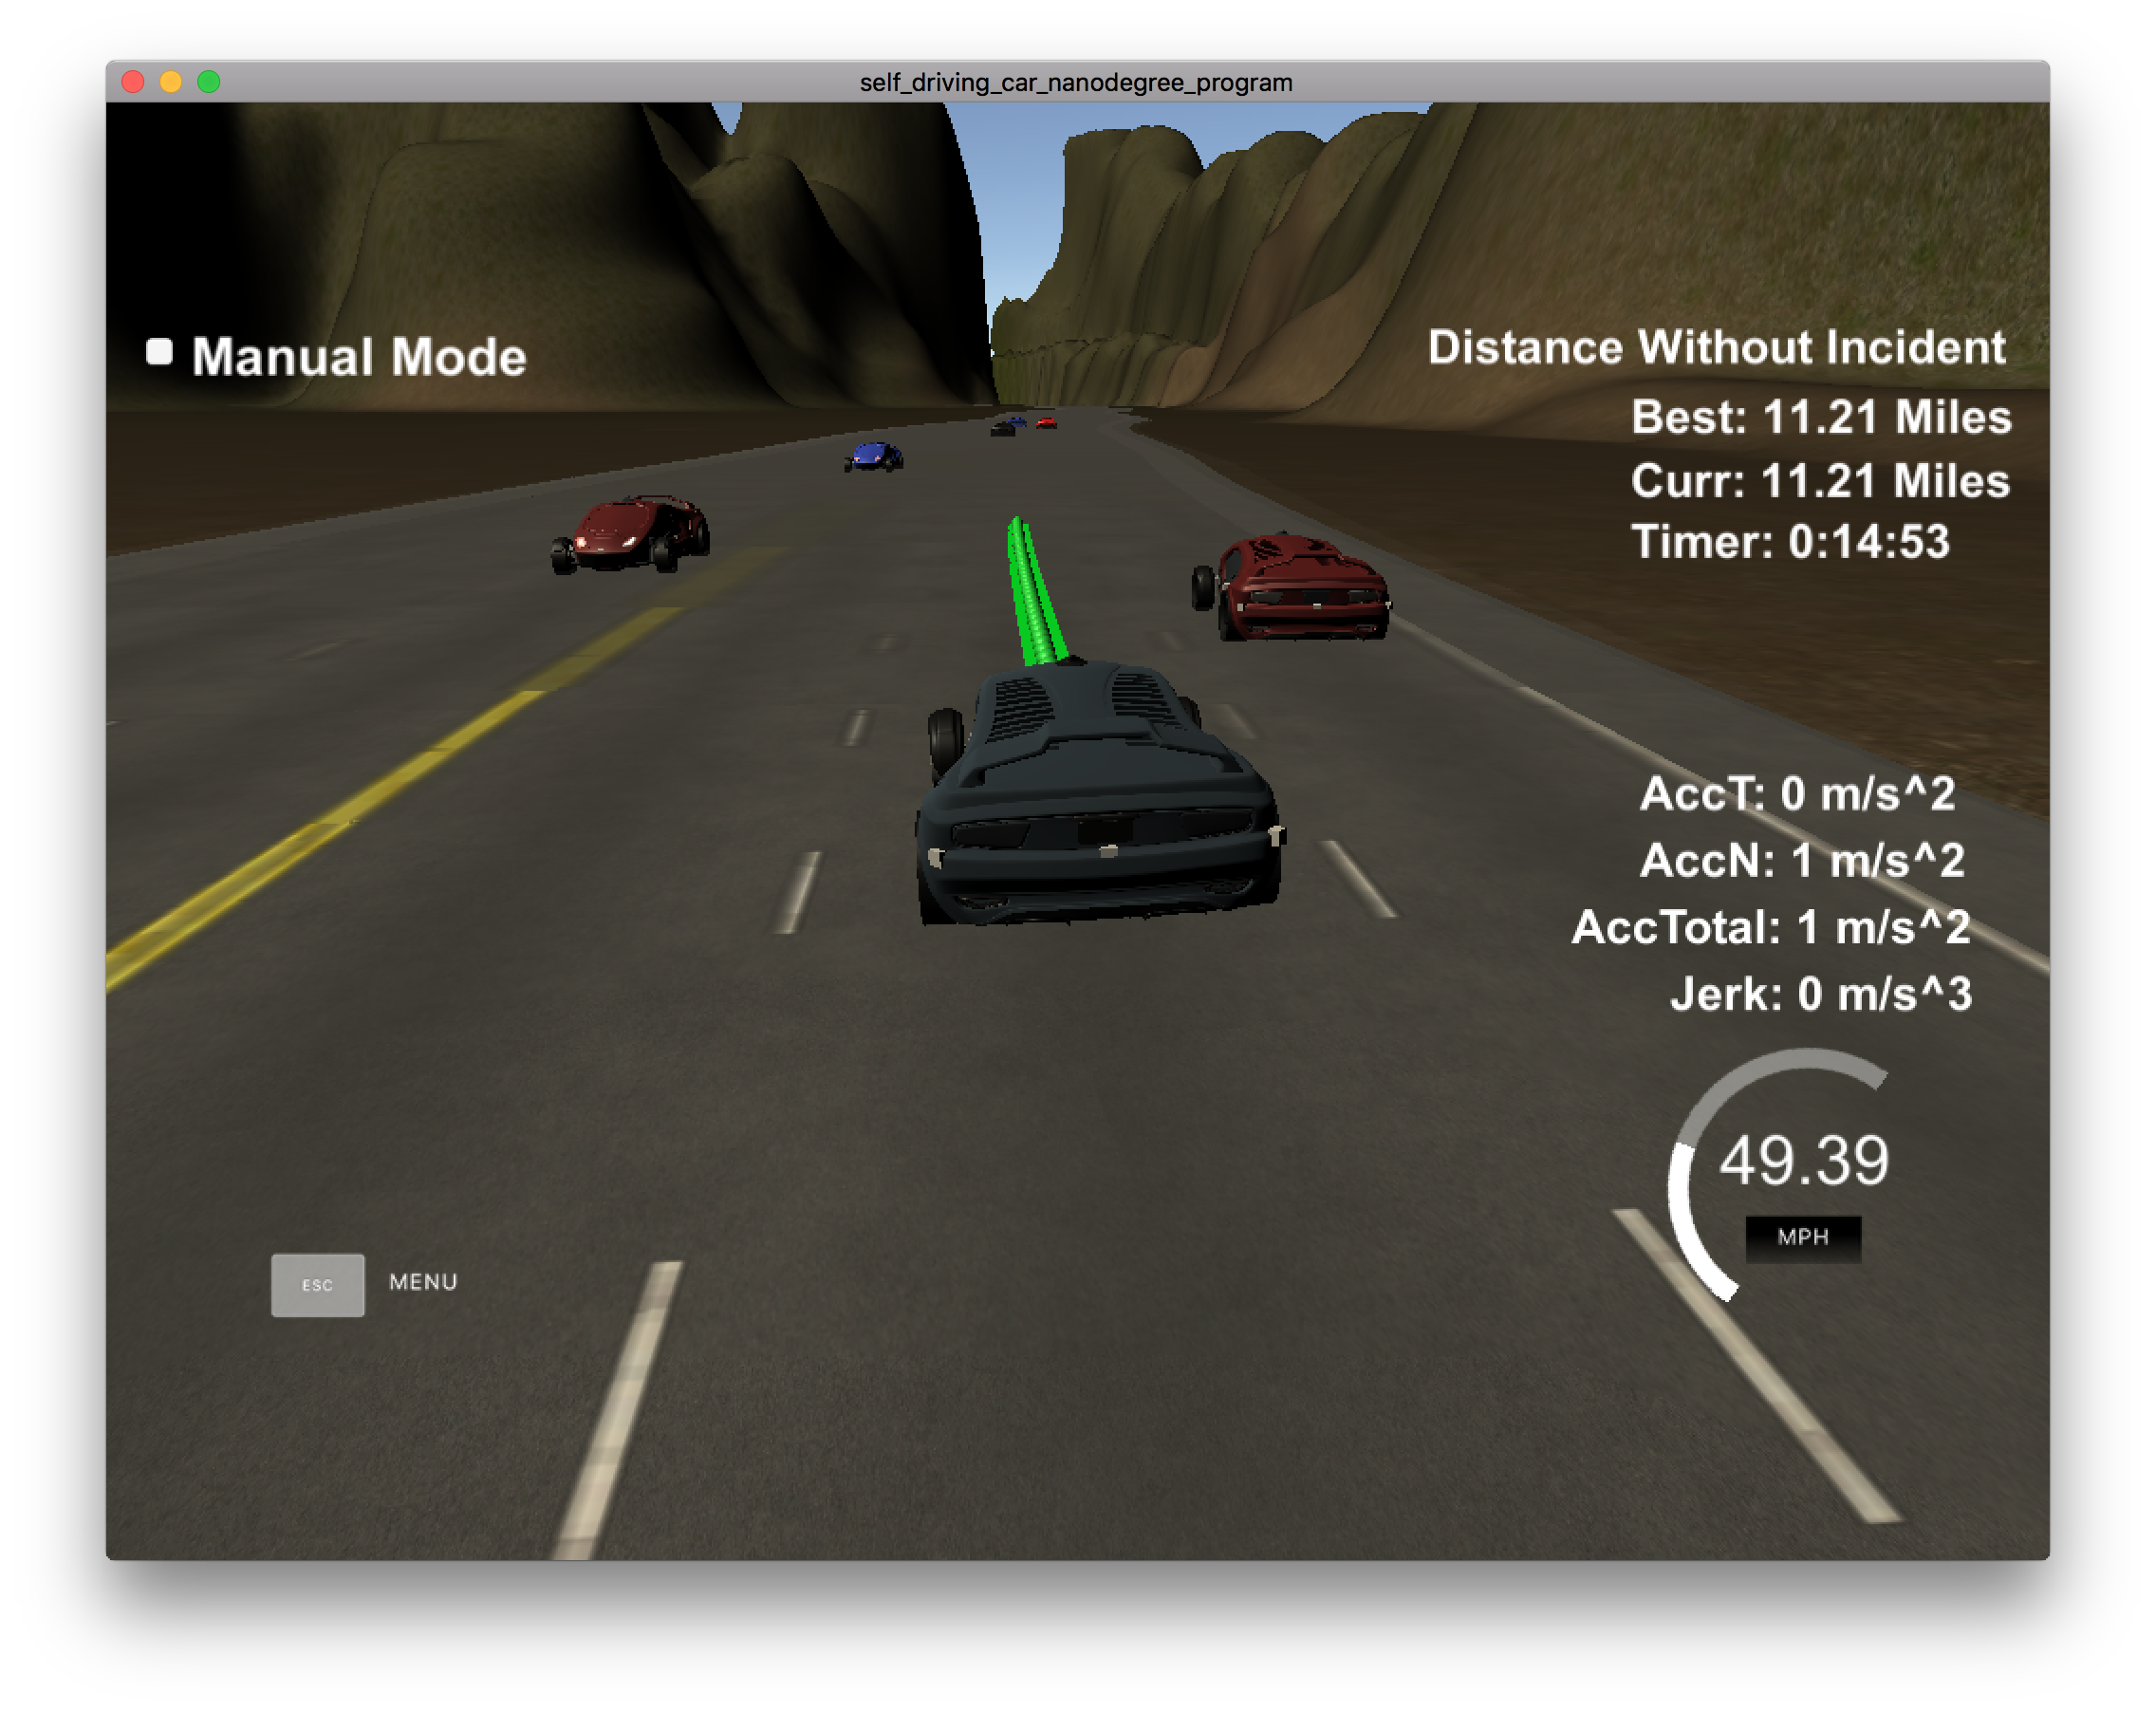 self_driving_car_nanodegree_program
Manual Mode
Distance Without Incident
Best: 11.21 Miles
Curr: 11.21 Miles
Timer: 0:14:53
AccT: 0 m/s^2
AccN: 1 m/s^2
AccTotal: 1 m/s^2
Jerk: 0 m/s^3
49.39
MPH
ESC MENU